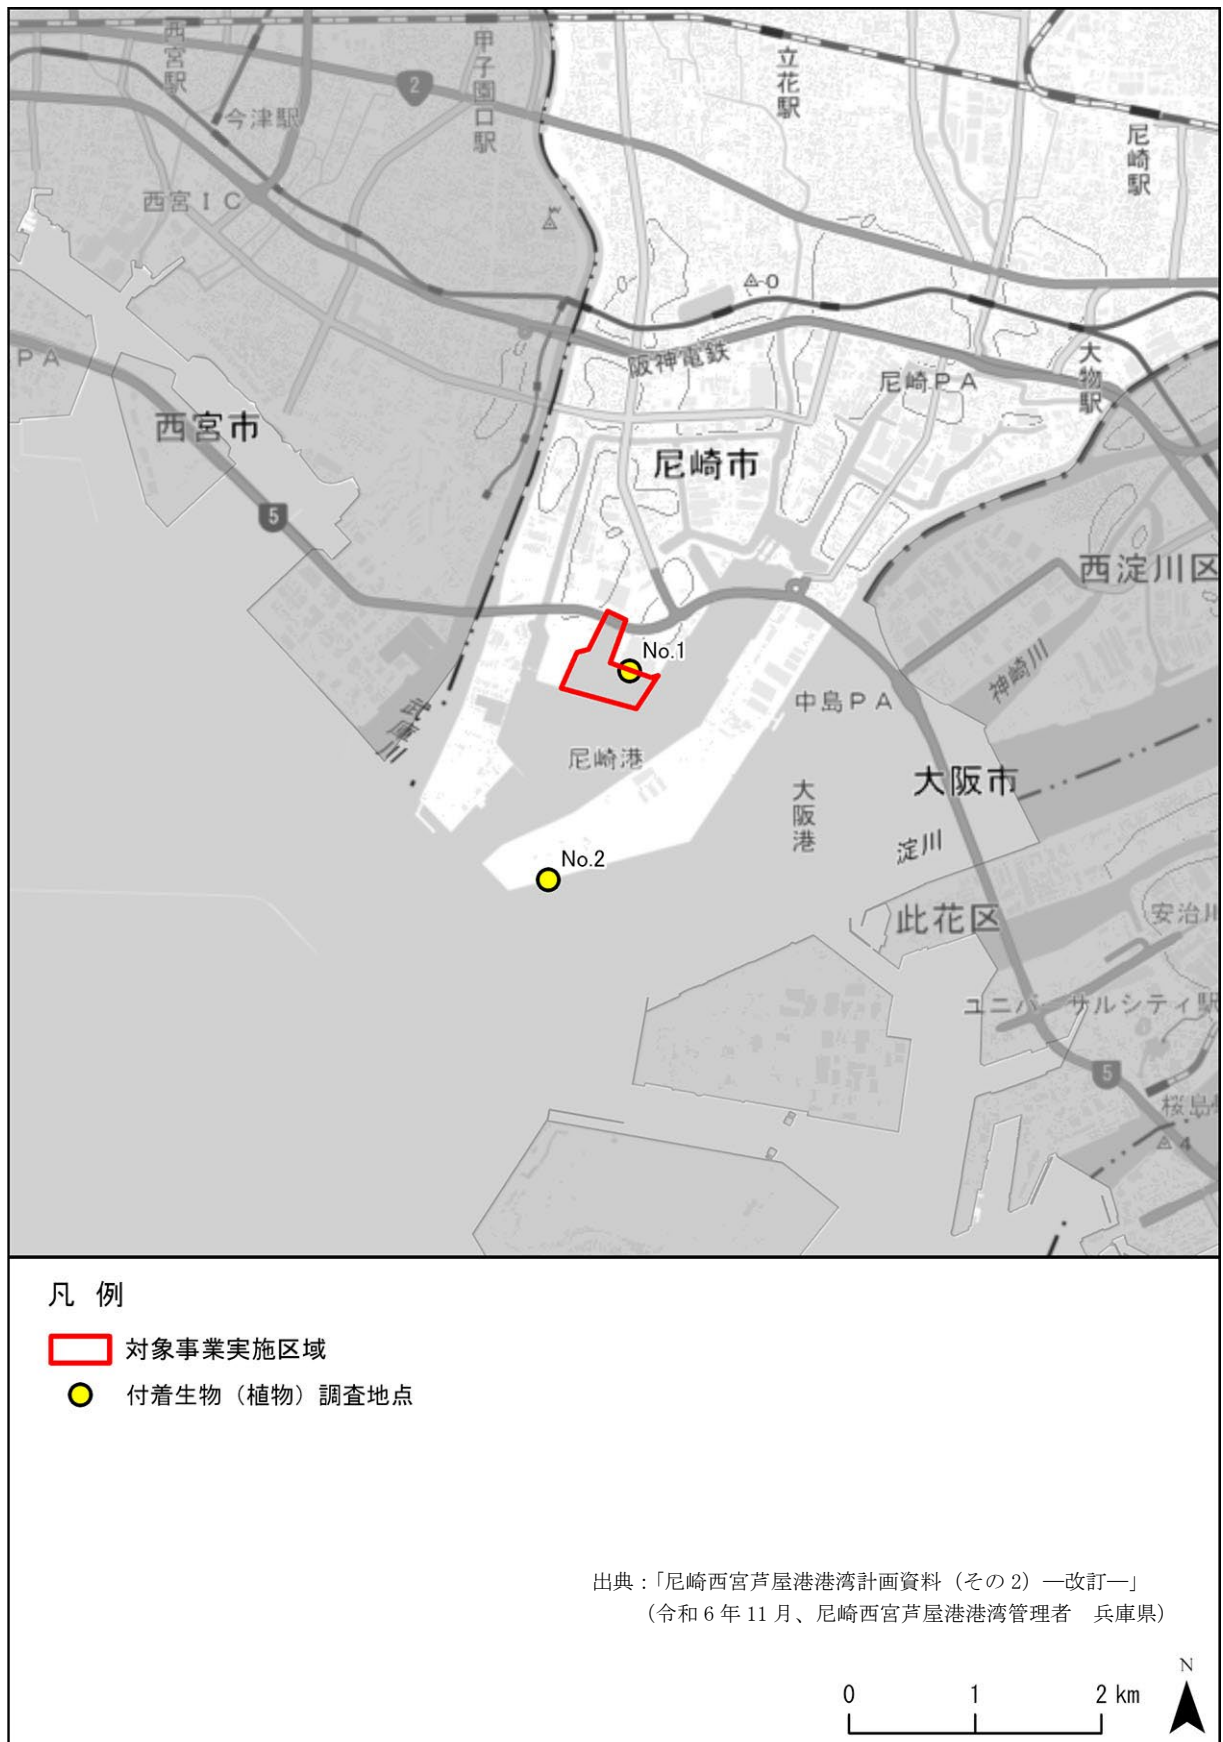 西宮駅
甲子園口駅
立花駅
尼崎駅
2
今津駅
西宮IC
0
阪神電鉄
PA
尼崎PA
大物駅
西宮市
尼崎市
5
西淀川区
No.1
神崎川
中島PA
武庫川
尼崎港
大阪港
大阪市
淀川
No.2
此花区
安治川
ユニバーサルシティ駅
5
桜島
4
凡 例
対象事業実施区域
付着生物（植物）調査地点
出典：「尼崎西宮芦屋港港湾計画資料（その2）―改訂―」
（令和6年11月、尼崎西宮芦屋港港湾管理者　兵庫県）
N
0 1 2 km